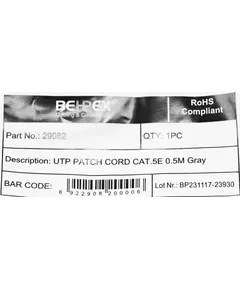 BELPEX
RoHS
Compliant
Part No.: 29082
QTY: 1PC
Description: UTP PATCH CORD CAT.5E 0.5M Gray
BAR CODE:
6 922908 200006
Lot Nr BP231117-23930